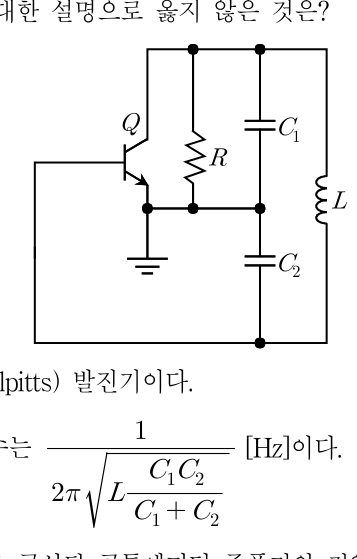 대한 설명으로 옳지 않은 것은?
Q
R
C₁
L
C₂
lpitts) 발진기이다.
는 1 / 2π√(L C₁C₂ / C₁ + C₂) [Hz]이다.